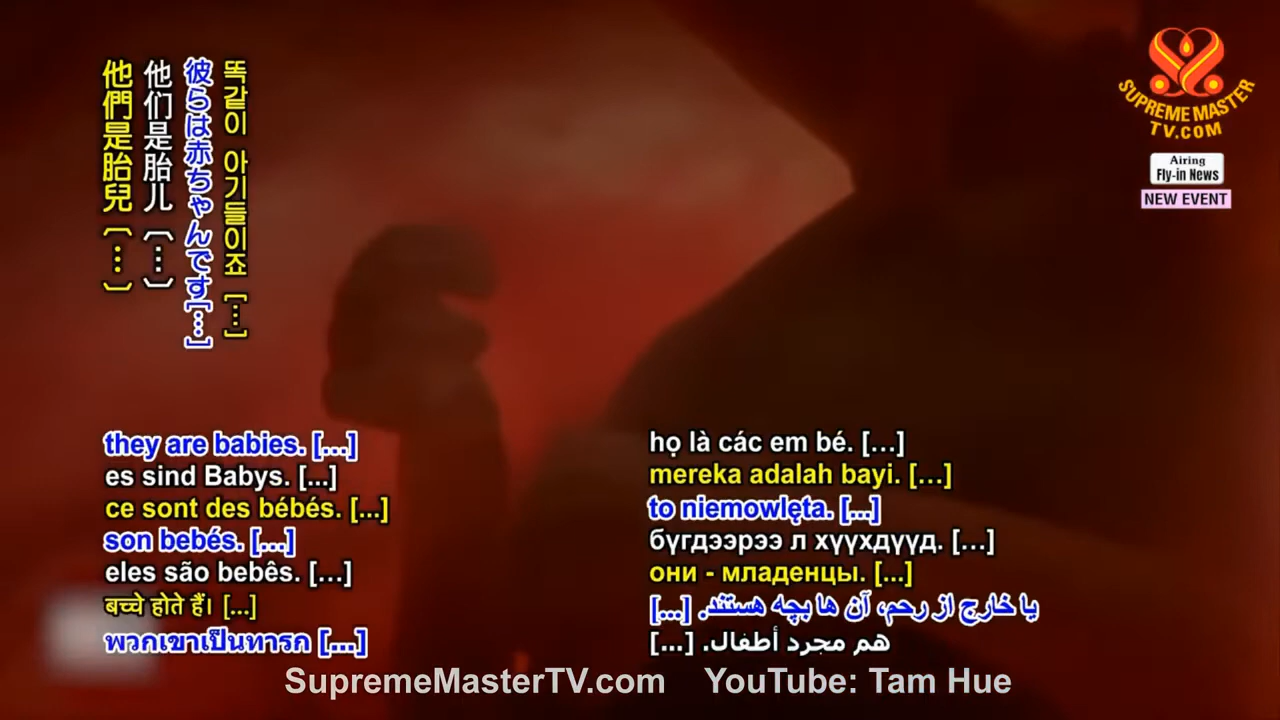 똑같이 아기들이죠 […]
彼らは赤ちゃんです[…]
他们是胎儿 〔…〕
他們是胎兒 〔…〕
SUPREME MASTER
TV.COM
Airing
Fly-in News
NEW EVENT
they are babies. [...]
es sind Babys. [...]
ce sont des bébés. [...]
son bebés. [...]
eles são bebês. […]
बच्चे होते हैं। [...]
พวกเขาเป็นทารก [...]
họ là các em bé. […]
mereka adalah bayi. […]
to niemowlęta. [...]
бүгдээрээ л хүүхдүүд. […]
они - младенцы. [...]
یا خارج از رحم، آن ها بچه هستند. [...]
هم مجرد أطفال. [...]
SupremeMasterTV.com YouTube: Tam Hue